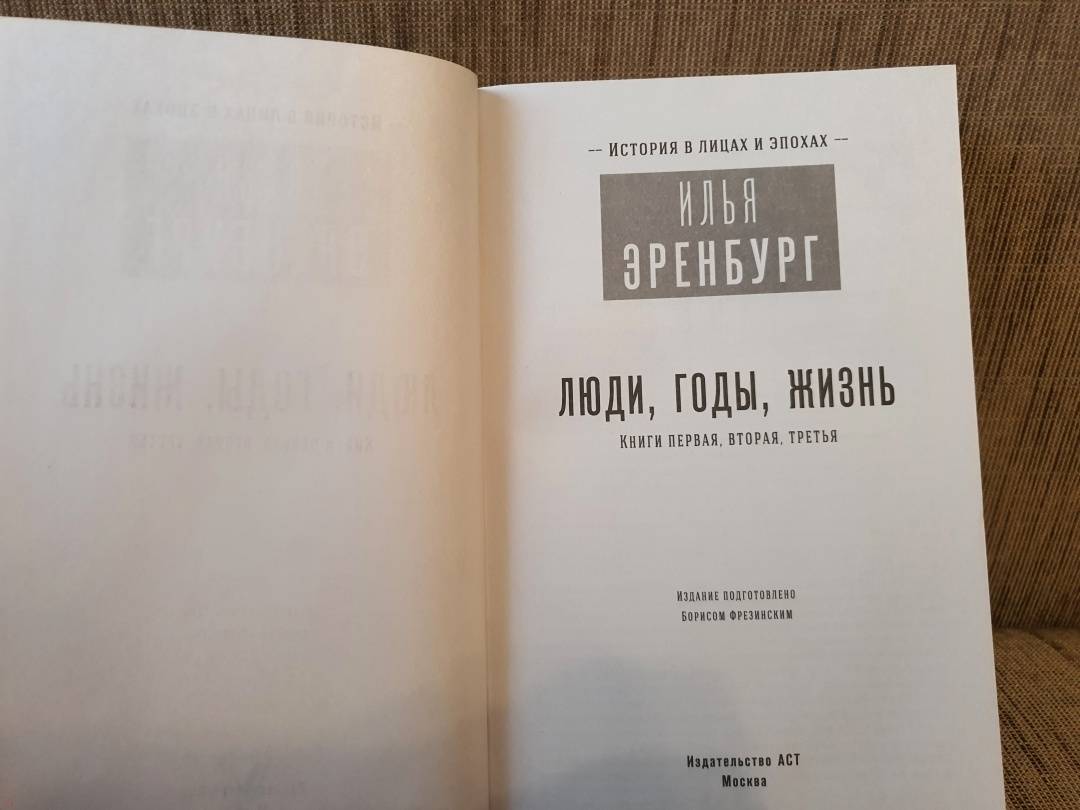 -- История в лицах и эпохах --
ИЛЬЯ
ЭРЕНБУРГ
ЛЮДИ, ГОДЫ, ЖИЗНЬ
Книги первая, вторая, третья
Издание подготовлено
Борисом Фрезинским
Издательство АСТ
Москва